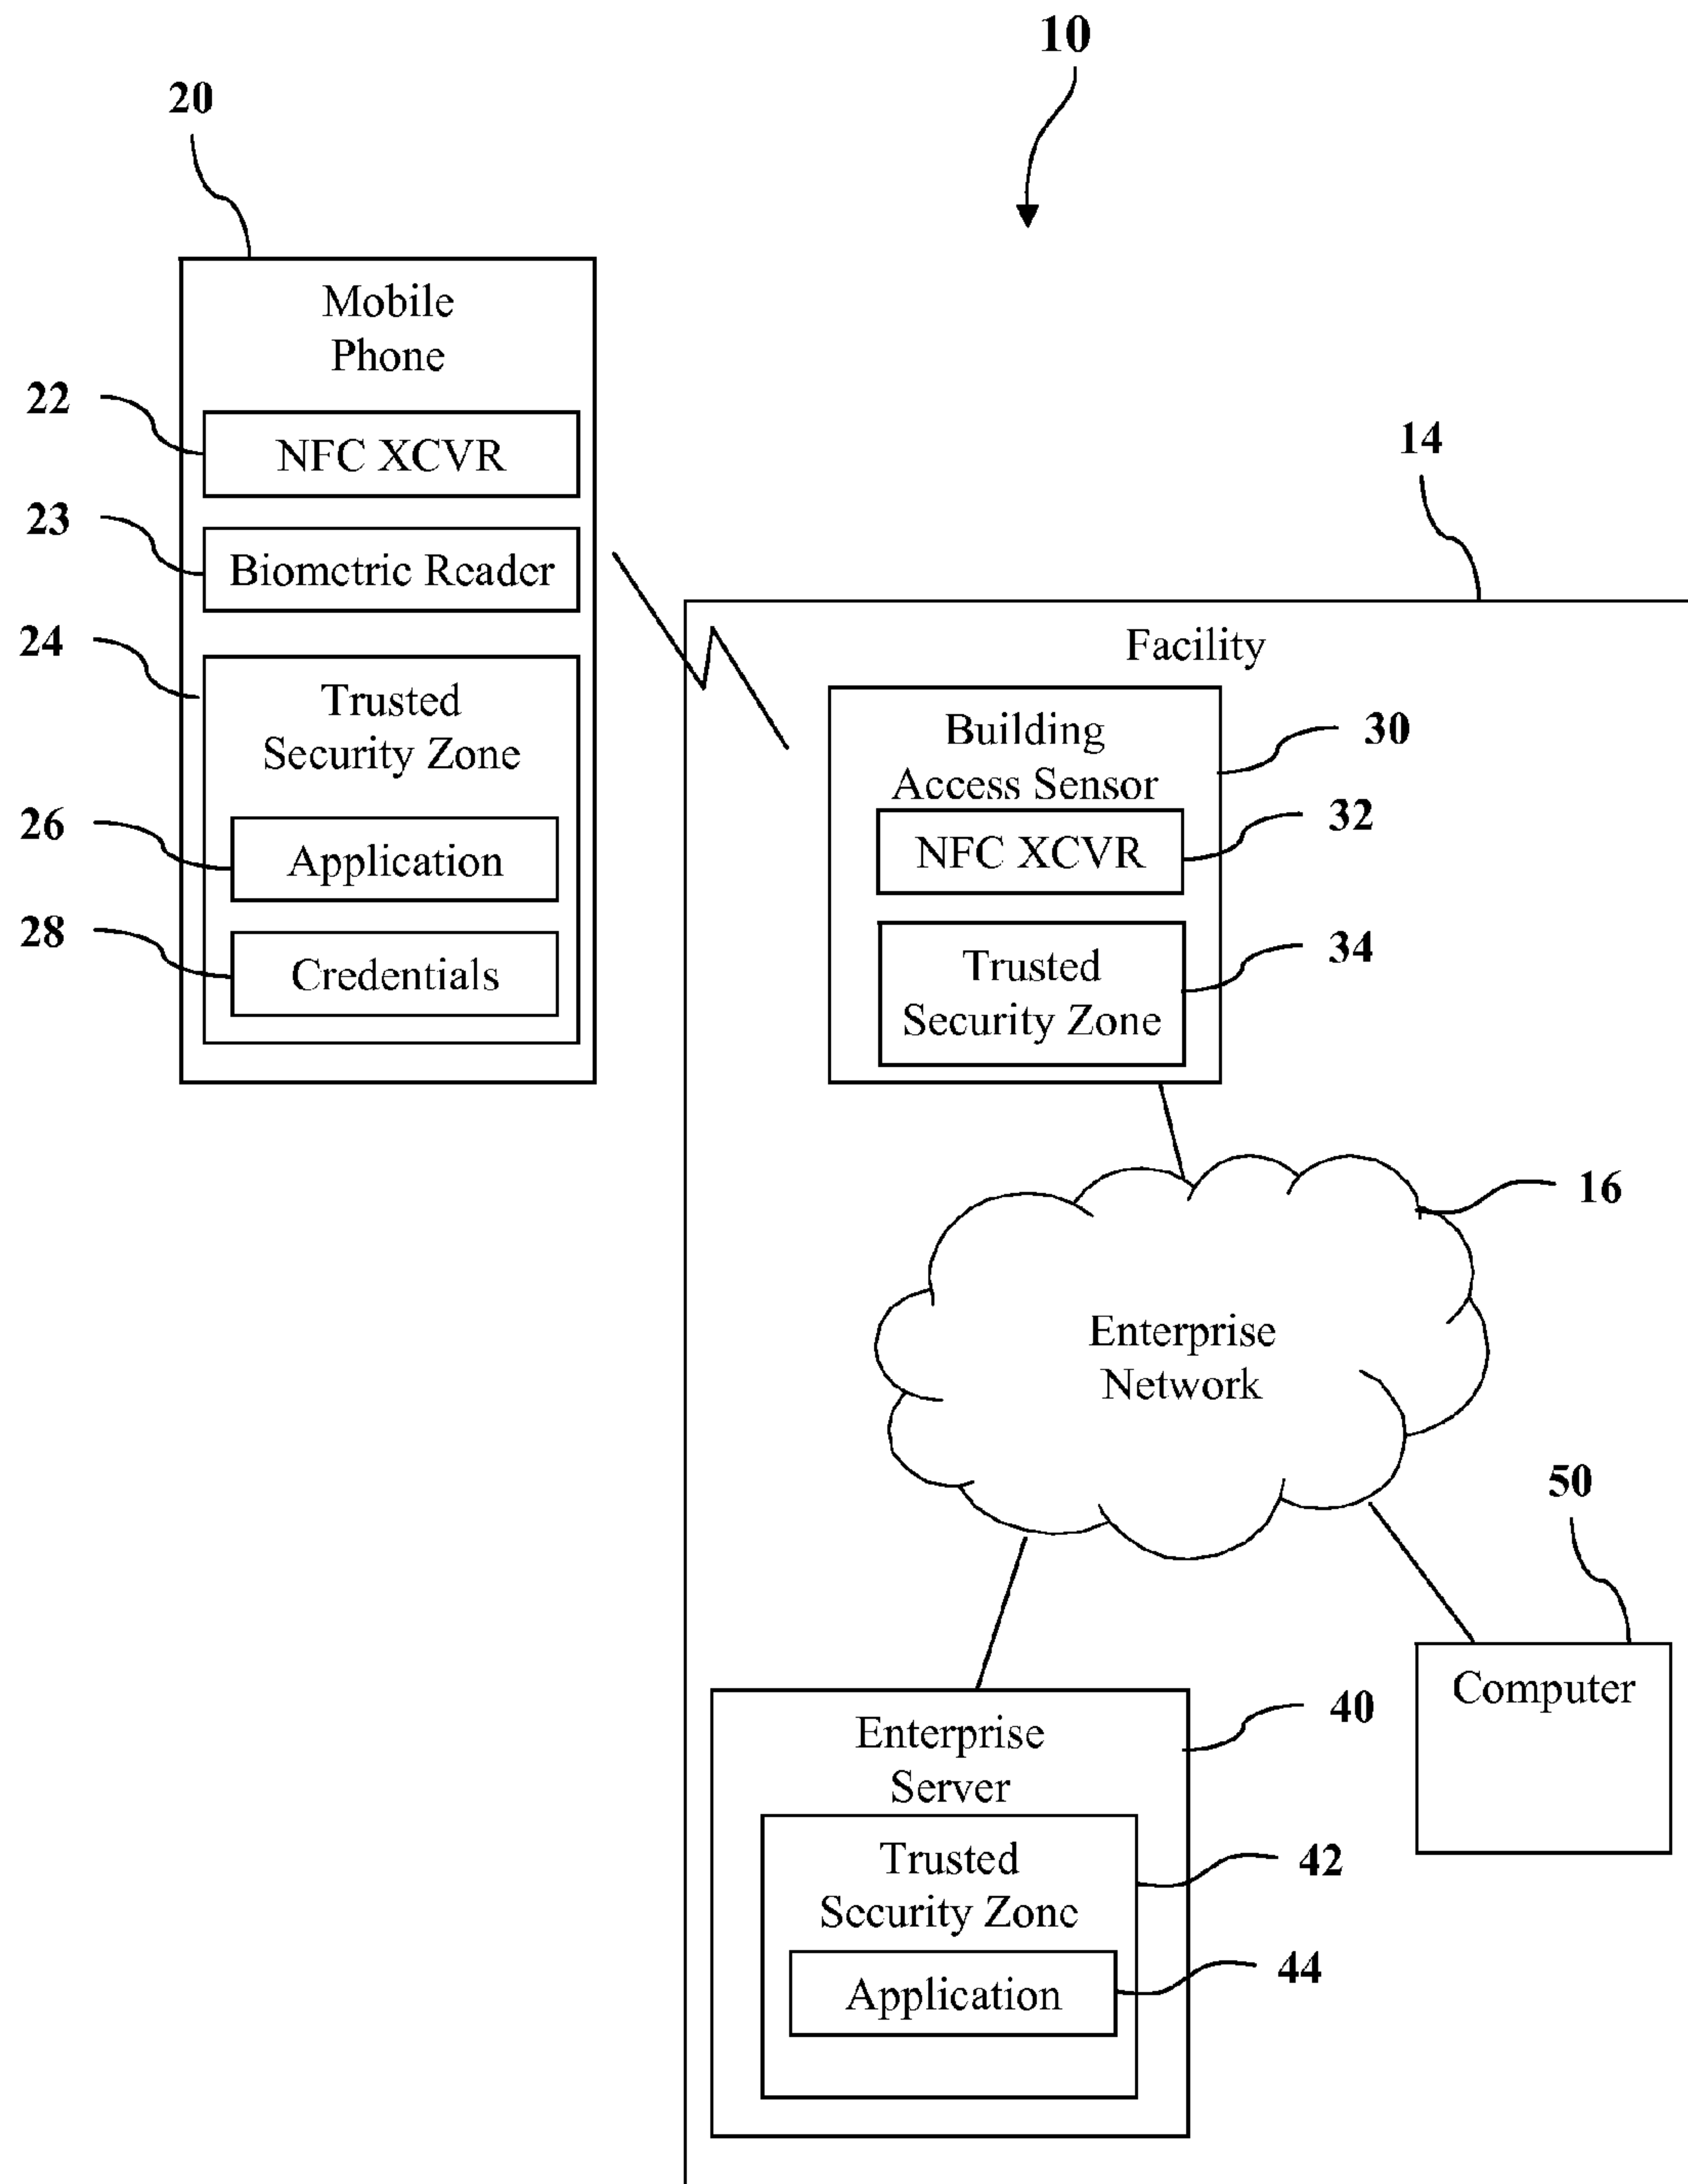 10
20
Mobile
Phone
22
NFC XCVR
23
Biometric Reader
24
Trusted
Security Zone
26
Application
28
Credentials
14
Facility
Building
Access Sensor
30
NFC XCVR
32
Trusted
Security Zone
34
16
Enterprise
Network
50
Computer
Enterprise
Server
40
Trusted
Security Zone
42
Application
44